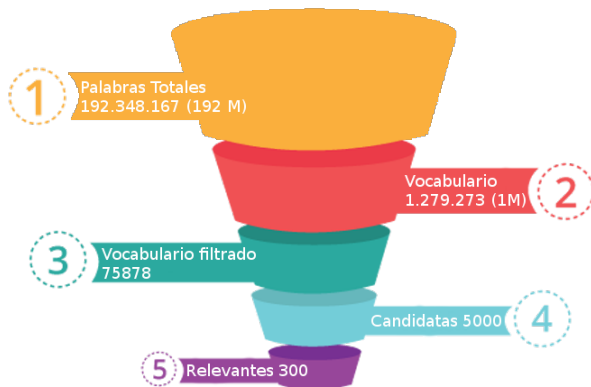 1
Palabras Totales
192.348.167 (192 M)
Vocabulario
1.279.273 (1M)
2
3
Vocabulario filtrado
75878
Candidatas 5000
4
5
Relevantes 300